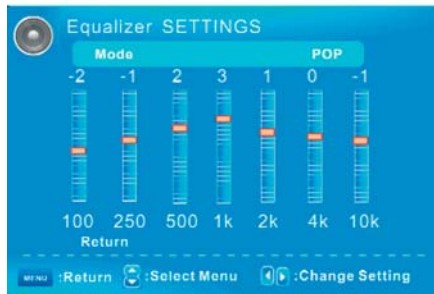 Equalizer SETTINGS
Mode POP
-2 -1 2 3 1 0 -1
100 250 500 1k 2k 4k 10k
Return
MENU :Return :Select Menu :Change Setting